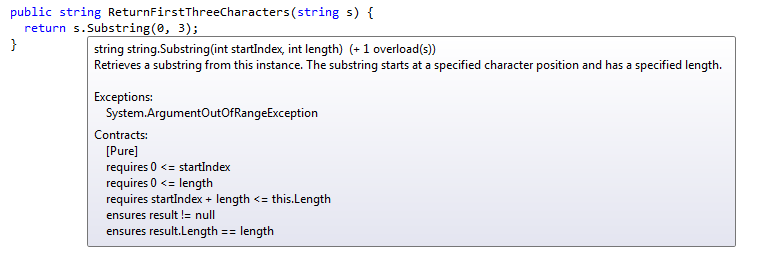 public string ReturnFirstThreeCharacters(string s) {
return s.Substring(0, 3);
}
string string.Substring(int startIndex, int length) (+ 1 overload(s))
Retrieves a substring from this instance. The substring starts at a specified character position and has a specified length.
Exceptions:
System.ArgumentOutOfRangeException
Contracts:
[Pure]
requires 0 <= startIndex
requires 0 <= length
requires startIndex + length <= this.Length
ensures result != null
ensures result.Length == length